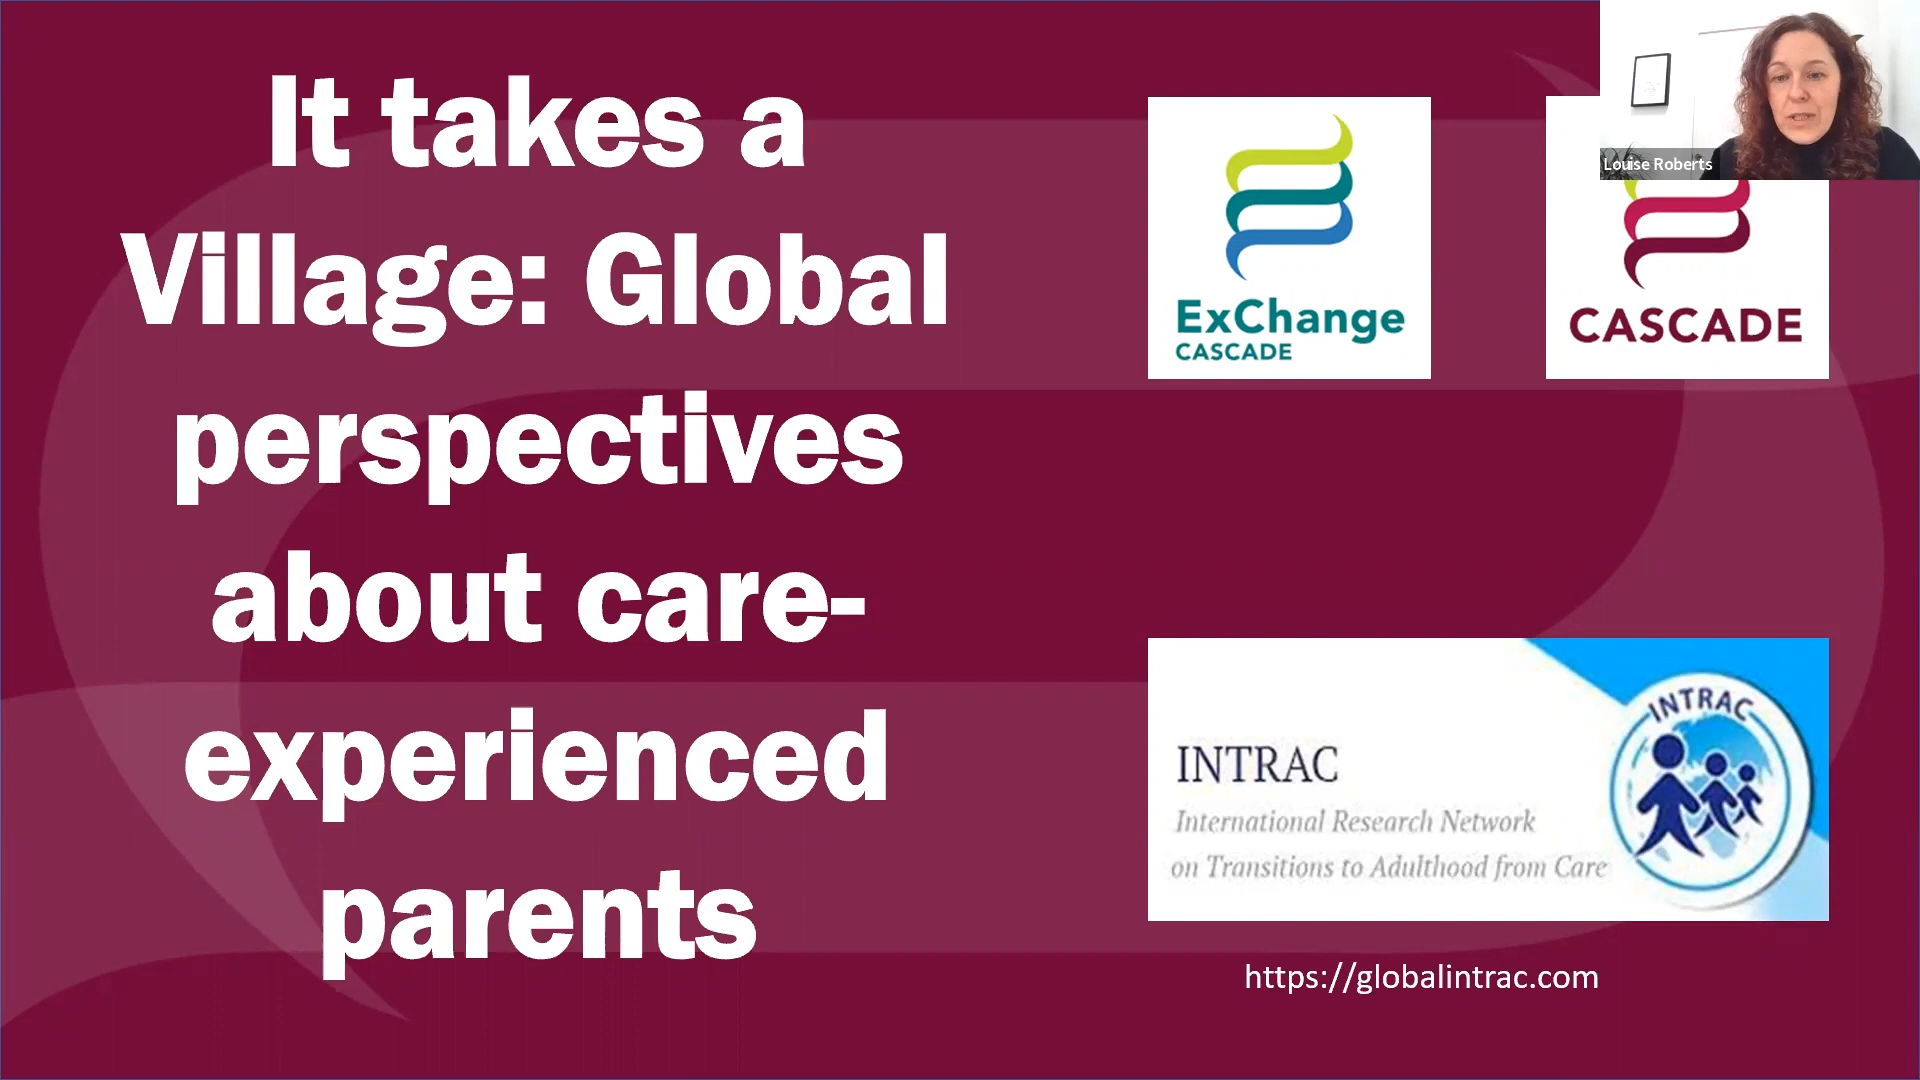 It takes a
Village: Global
perspectives
about care-
experienced
parents
Louise Roberts
ExChange
CASCADE
CASCADE
INTRAC
International Research Network
on Transitions to Adulthood from Care
INTRAC
https://globalintrac.com